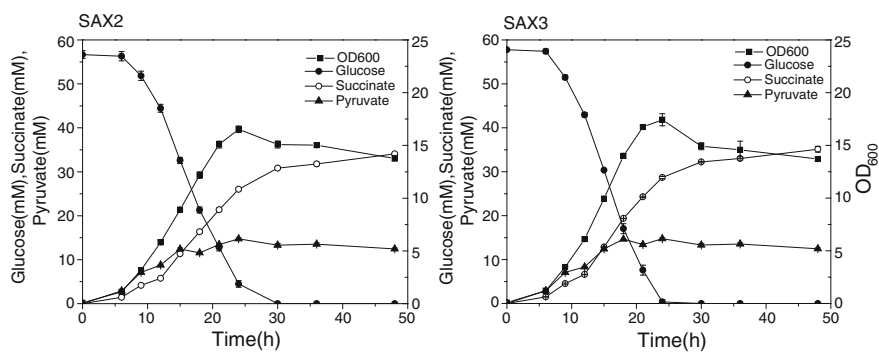 SAX2
Glucose(mM),Succinate(mM),
Pyruvate(mM)
60
50
40
30
20
10
0
25
20
15
10
5
0
OD600
Glucose
Succinate
Pyruvate
0 10 20 30 40 50
Time(h)
SAX3
Glucose(mM),Succinate(mM),
Pyruvate(mM)
60
50
40
30
20
10
0
25
20
15
10
5
0
OD600
Glucose
Succinate
Pyruvate
0 10 20 30 40 50
Time(h)
OD600